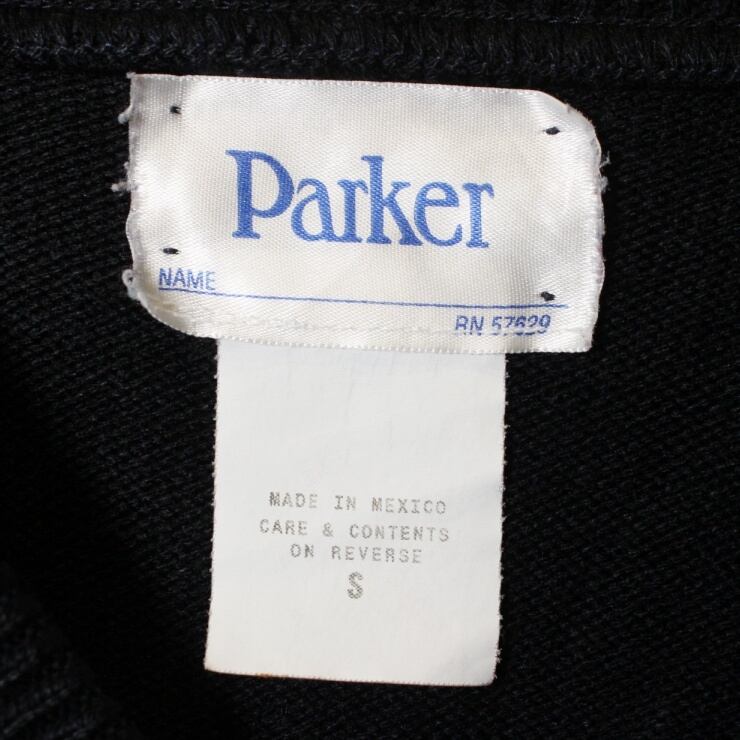 Parker
NAME
RN 57629
MADE IN MEXICO
CARE & CONTENTS
ON REVERSE
S